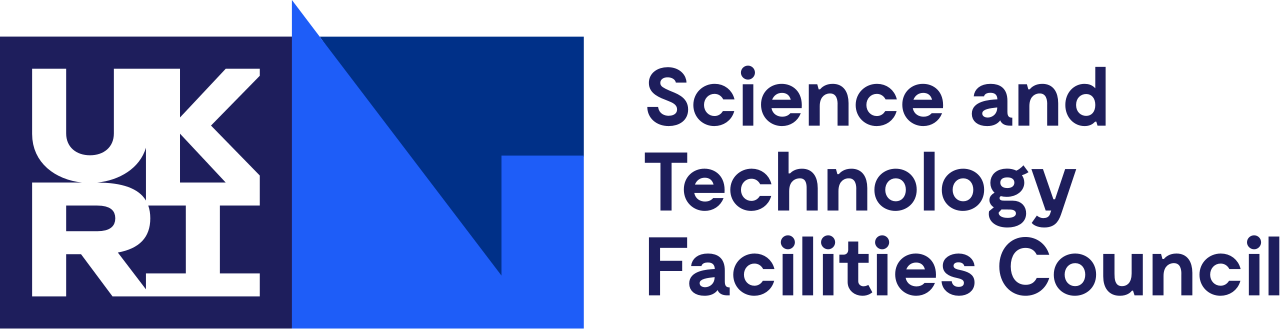 UK
RI
Science and
Technology
Facilities Council